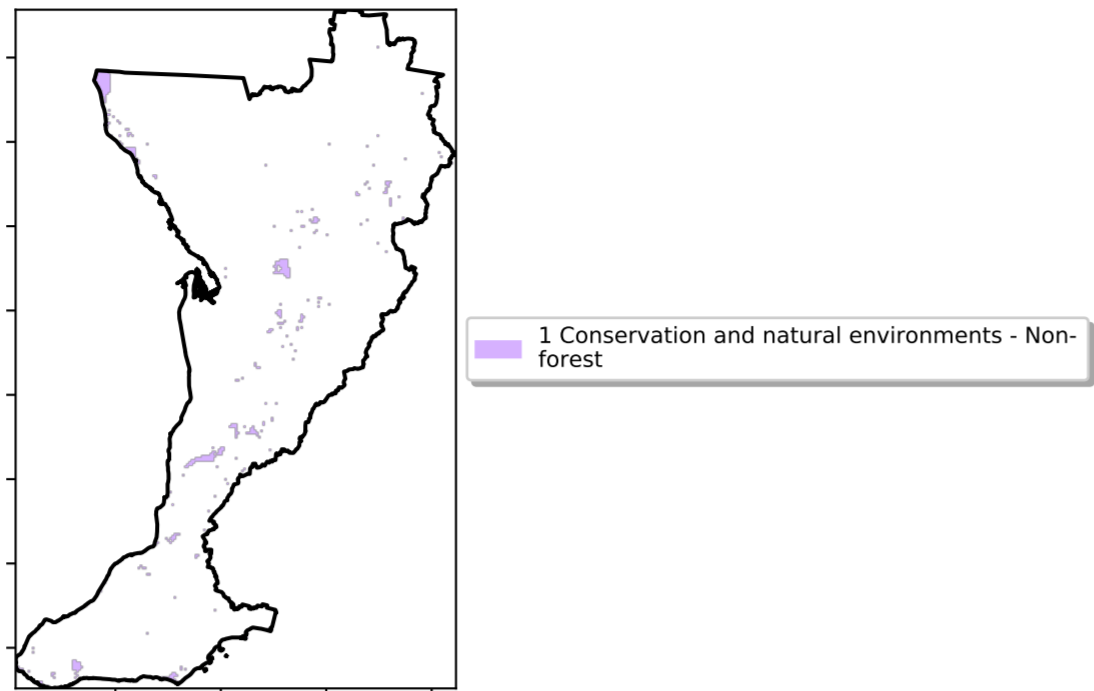 1 Conservation and natural environments - Non-
forest